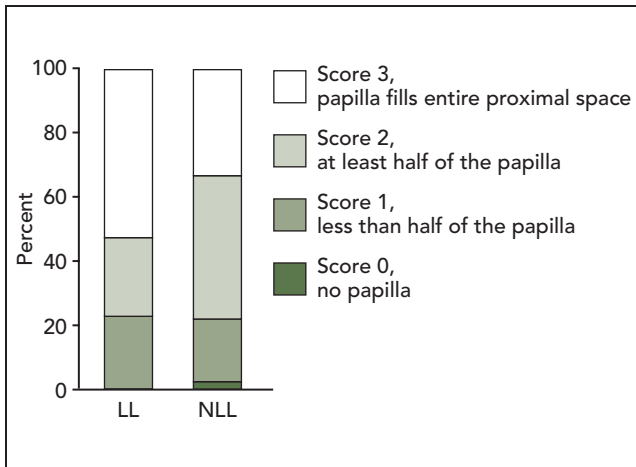 100
80
60
40
20
0
Percent
LL
NLL
Score 3,
papilla fills entire proximal space
Score 2,
at least half of the papilla
Score 1,
less than half of the papilla
Score 0,
no papilla